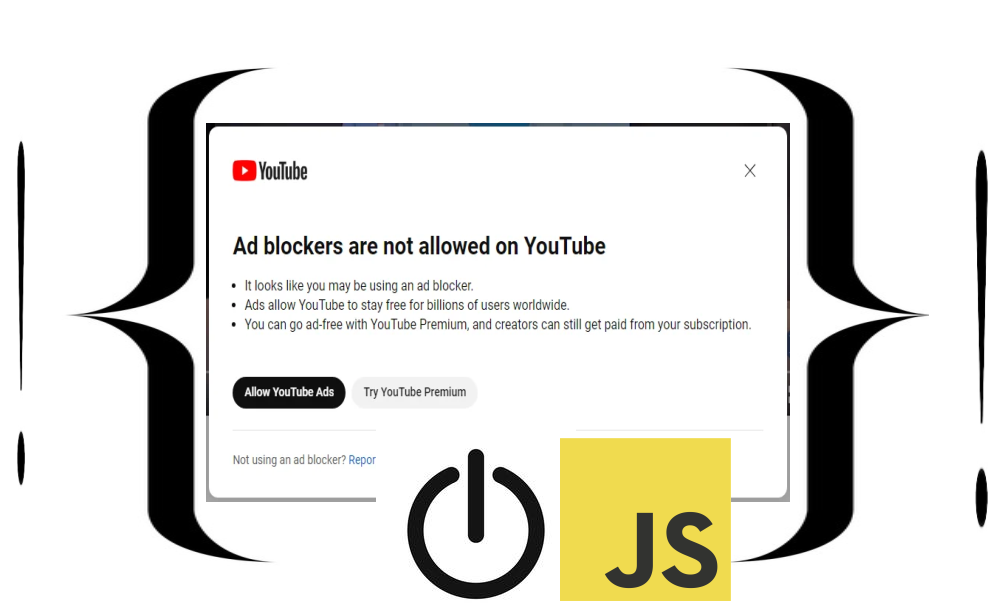 YouTube
Ad blockers are not allowed on YouTube
It looks like you may be using an ad blocker.
Ads allow YouTube to stay free for billions of users worldwide.
You can go ad-free with YouTube Premium, and creators can still get paid from your subscription.
Allow YouTube Ads Try YouTube Premium
Not using an ad blocker? Repor
JS